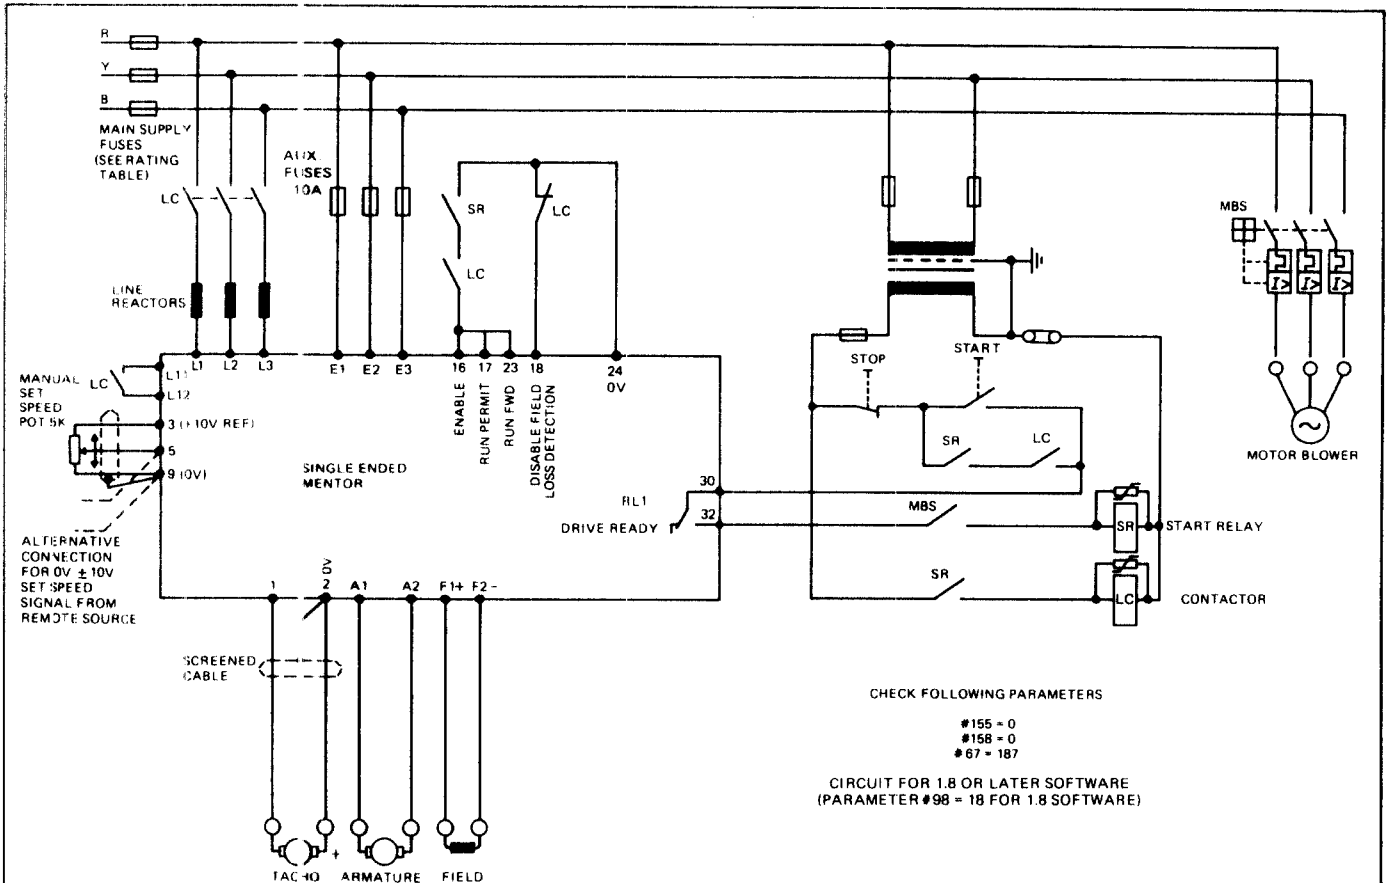 R
Y
B
MAIN SUPPLY
FUSES
(SEE RATING
TABLE)
LC
LINE
REACTORS
AUX.
FUSES
10A
SR
LC
LC
MBS
I>
I>
I>
MOTOR BLOWER
STOP
START
SR
LC
L1
L2
L3
E1
E2
E3
16
17
23
18
24
0V
ENABLE
RUN PERMIT
RUN FWD
DISABLE FIELD
LOSS DETECTION
MANUAL
SET
SPEED
POT 5K
LC
L11
L12
3 (+10V REF)
5
9 (0V)
SINGLE ENDED
MENTOR
ALTERNATIVE
CONNECTION
FOR 0V ± 10V
SET SPEED
SIGNAL FROM
REMOTE SOURCE
30
RL1
32
DRIVE READY
MBS
SR
START RELAY
SR
LC
CONTACTOR
1
2
0V
A1
A2
F1+
F2-
SCREENED
CABLE
+
TACHO
ARMATURE
FIELD
CHECK FOLLOWING PARAMETERS
#155 = 0
#158 = 0
#67 = 187
CIRCUIT FOR 1.8 OR LATER SOFTWARE
(PARAMETER #98 = 18 FOR 1.8 SOFTWARE)